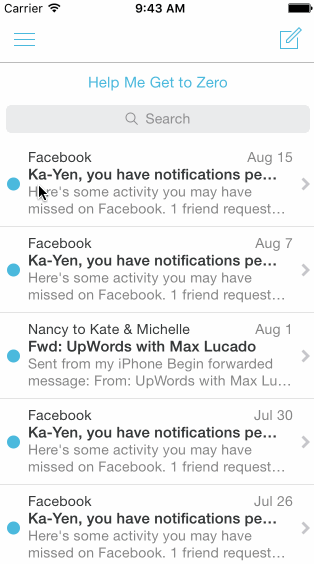 Carrier 9:43 AM
Help Me Get to Zero
Search
Facebook Aug 15
Ka-Yen, you have notifications pe...
Here's some activity you may have
missed on Facebook. 1 friend request...
Facebook Aug 7
Ka-Yen, you have notifications pe...
Here's some activity you may have
missed on Facebook. 1 friend request...
Nancy to Kate & Michelle Aug 1
Fwd: UpWords with Max Lucado
Sent from my iPhone Begin forwarded
message: From: UpWords with Max Lu...
Facebook Jul 30
Ka-Yen, you have notifications pe...
Here's some activity you may have
missed on Facebook. 1 friend request...
Facebook Jul 26
Ka-Yen, you have notifications pe...
Here's some activity you may have
missed on Facebook. 1 friend request...